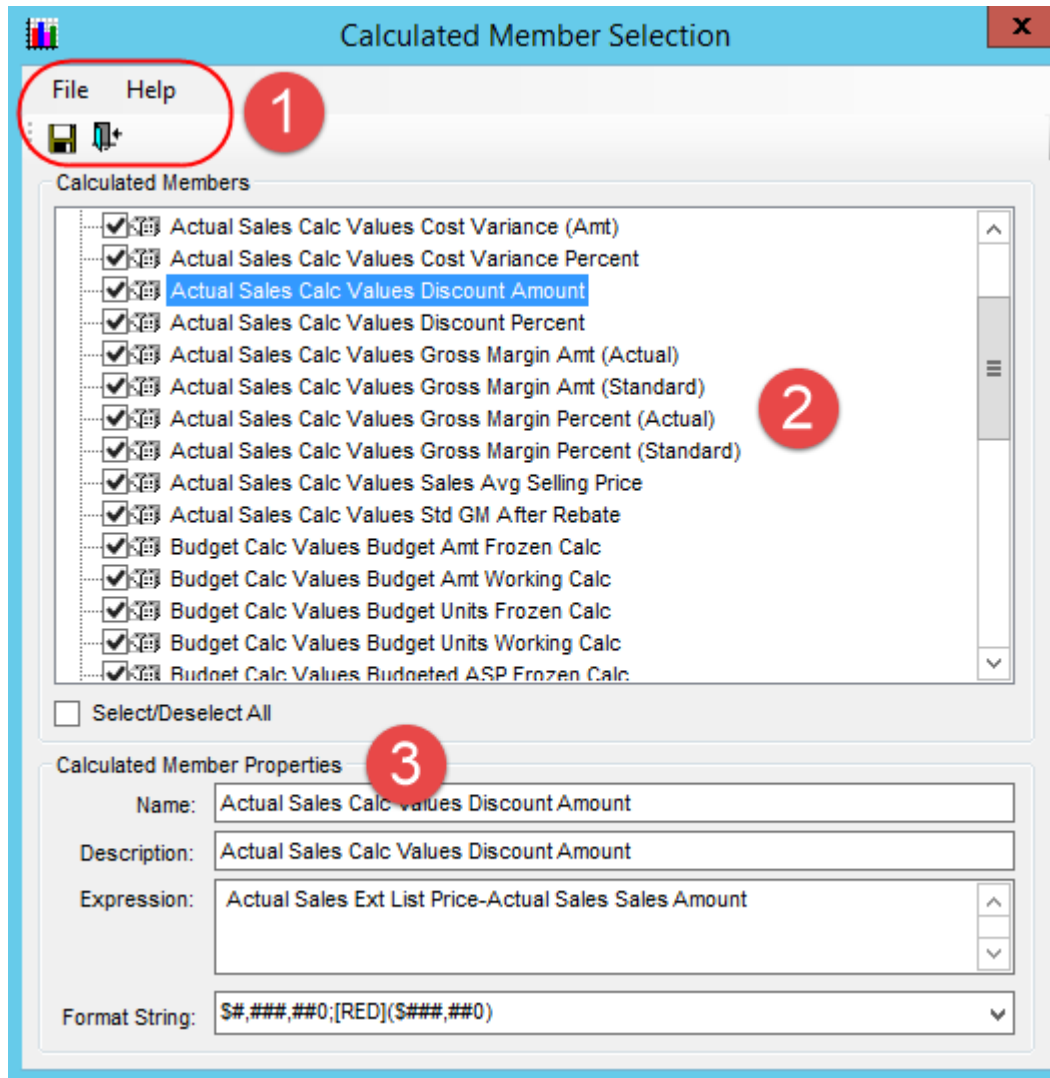 Calculated Member Selection
x
File Help
1
Calculated Members
Actual Sales Calc Values Cost Variance (Amt)
Actual Sales Calc Values Cost Variance Percent
Actual Sales Calc Values Discount Amount
Actual Sales Calc Values Discount Percent
Actual Sales Calc Values Gross Margin Amt (Actual)
Actual Sales Calc Values Gross Margin Amt (Standard)
2
Actual Sales Calc Values Gross Margin Percent (Actual)
Actual Sales Calc Values Gross Margin Percent (Standard)
Actual Sales Calc Values Sales Avg Selling Price
Actual Sales Calc Values Std GM After Rebate
Budget Calc Values Budget Amt Frozen Calc
Budget Calc Values Budget Amt Working Calc
Budget Calc Values Budget Units Frozen Calc
Budget Calc Values Budget Units Working Calc
Budget Calc Values Budgeted ASP Frozen Calc
Select/Deselect All
Calculated Member Properties
3
Name: Actual Sales Calc Values Discount Amount
Description: Actual Sales Calc Values Discount Amount
Expression: Actual Sales Ext List Price-Actual Sales Sales Amount
Format String: $#,###,##0;[RED]($###,##0)